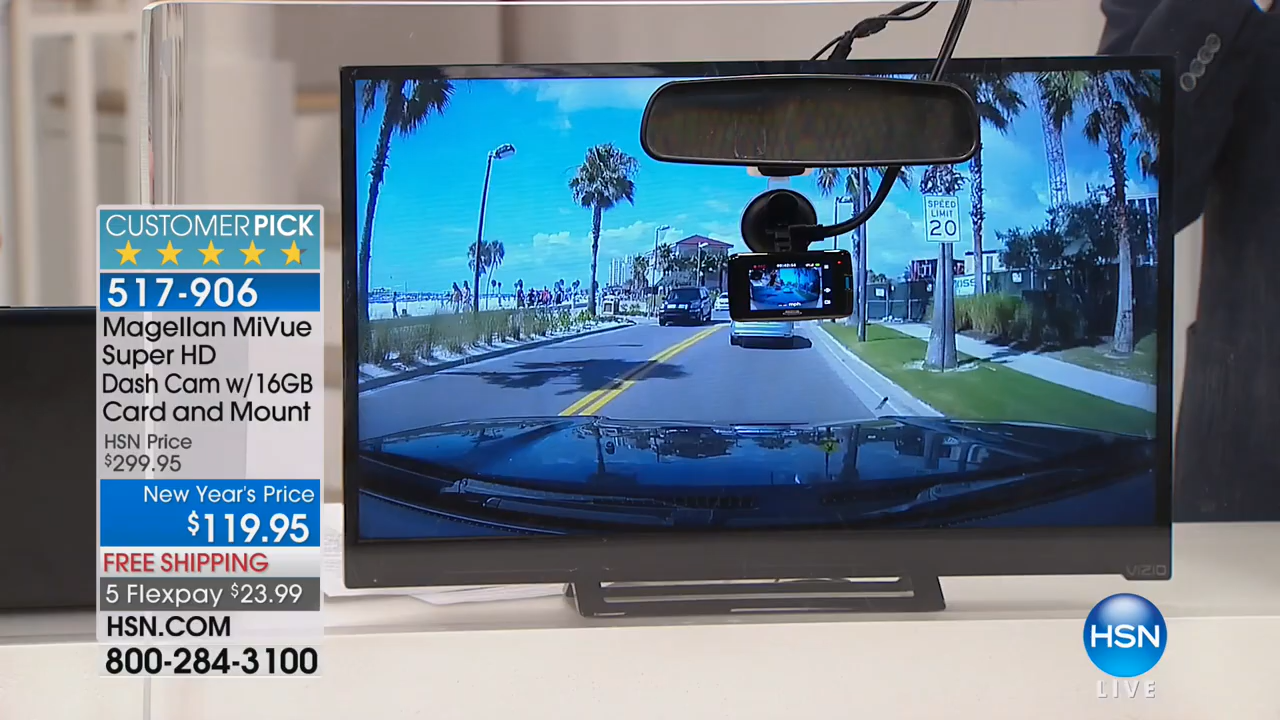 CUSTOMER PICK
517-906
Magellan MiVue
Super HD
Dash Cam w/16GB
Card and Mount
HSN Price
$299.95
New Year's Price
$119.95
FREE SHIPPING
5 Flexpay $23.99
HSN.COM
800-284-3100
SPEED
LIMIT
20
mph
VIZIO
HSN
LIVE